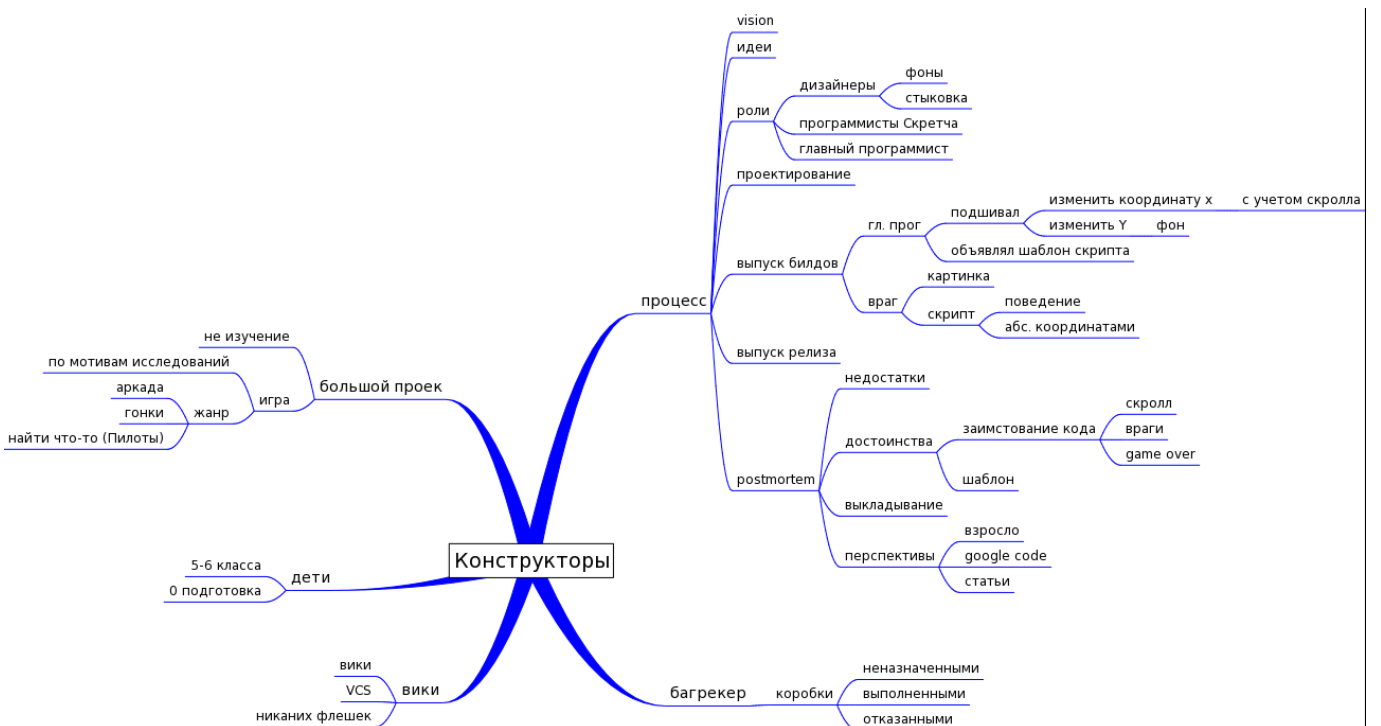 Конструкторы
процесс
vision
идеи
роли
дизайнеры
фоны
стыковка
программисты Скретча
главный программист
проектирование
выпуск билдов
гл. прог
подшивал
изменить координату x
с учетом скролла
изменить Y
фон
объявлял шаблон скрипта
враг
картинка
скрипт
поведение
абс. координатами
выпуск релиза
postmortem
недостатки
достоинства
заимстование кода
скролл
враги
game over
шаблон
выкладывание
перспективы
взросло
google code
статьи
большой проек
не изучение
игра
по мотивам исследований
жанр
аркада
гонки
найти что-то (Пилоты)
дети
5-6 класса
0 подготовка
вики
вики
VCS
никаних флешек
багрекер
коробки
неназначенными
выполненными
отказанными